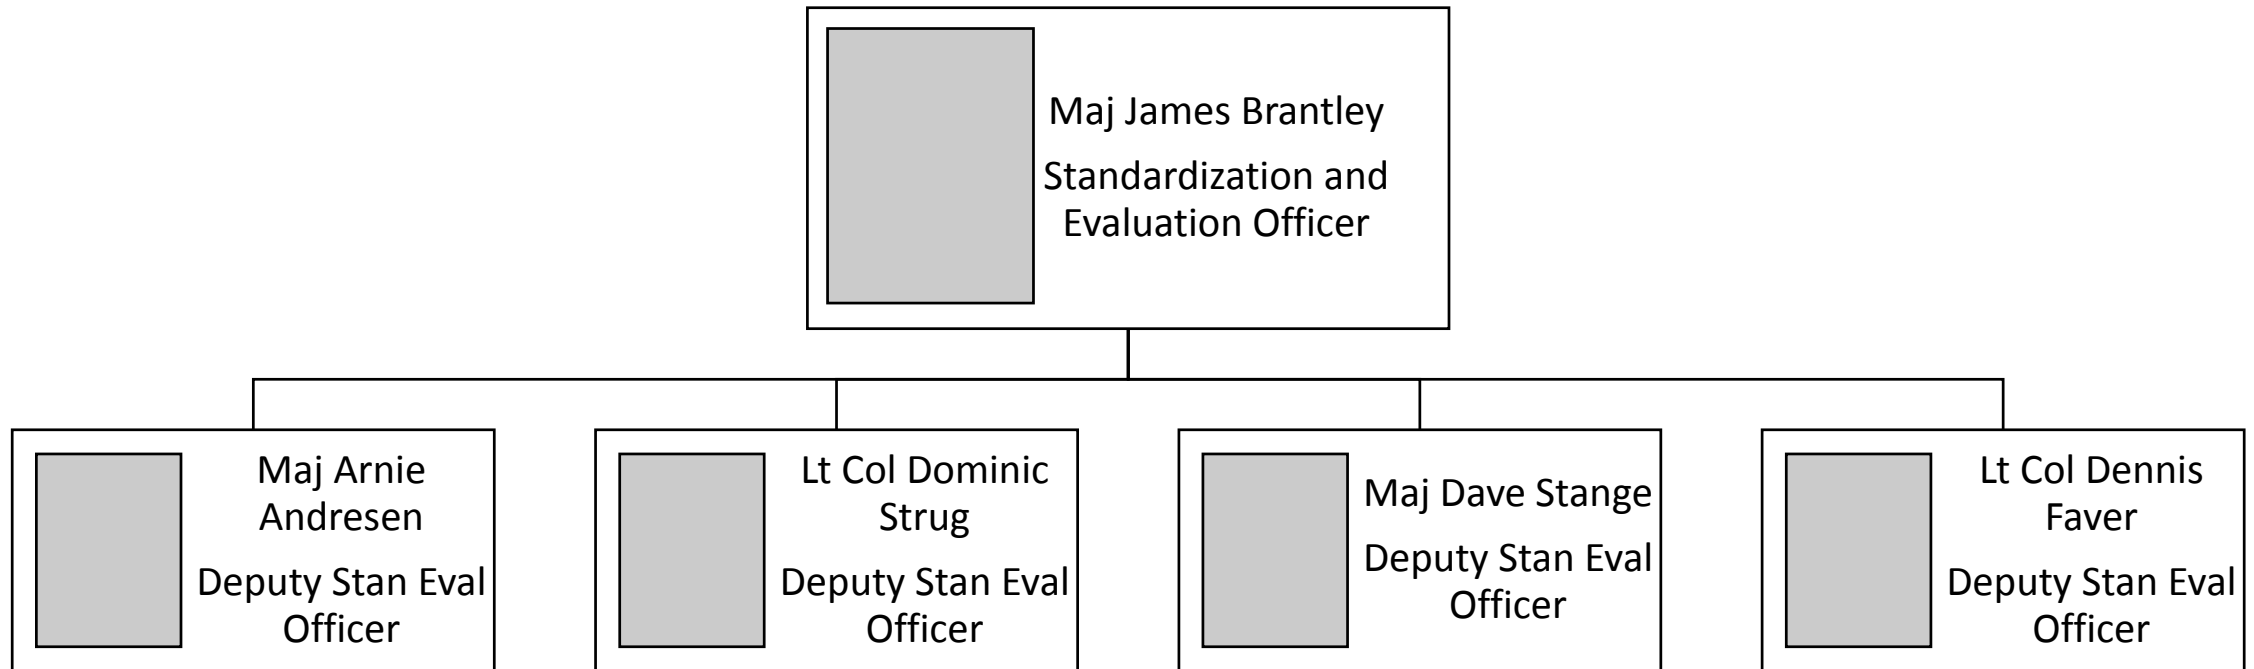 Maj James Brantley
Standardization and
Evaluation Officer
Maj Arnie
Andresen
Deputy Stan Eval
Officer
Lt Col Dominic
Strug
Deputy Stan Eval
Officer
Maj Dave Stange
Deputy Stan Eval
Officer
Lt Col Dennis
Faver
Deputy Stan Eval
Officer